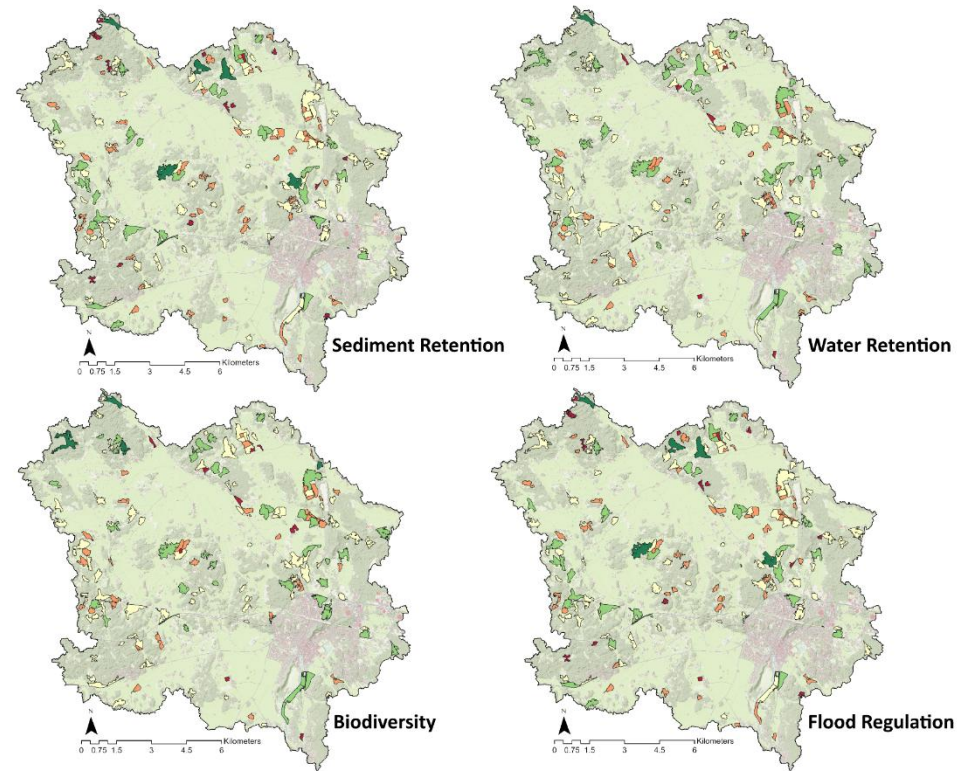 N
Kilometers
0 0.75 1.5 3 4.5 6
Sediment Retention
N
Kilometers
0 0.75 1.5 3 4.5 6
Water Retention
N
Kilometers
0 0.75 1.5 3 4.5 6
Biodiversity
N
Kilometers
0 0.75 1.5 3 4.5 6
Flood Regulation